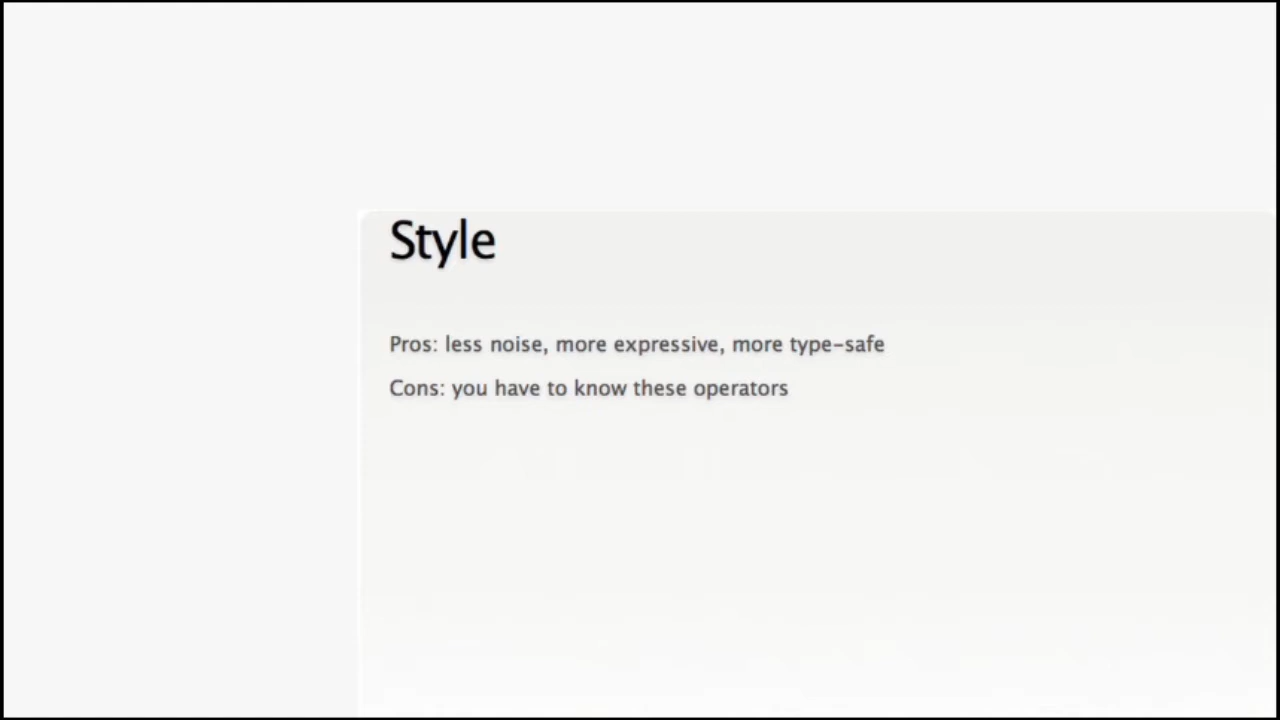 Style
Pros: less noise, more expressive, more type-safe
Cons: you have to know these operators